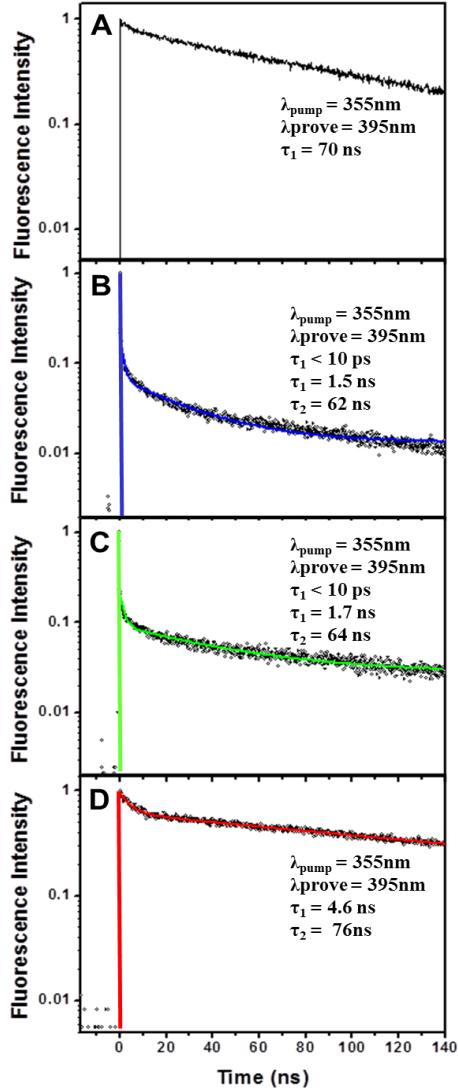 A
Fluorescence Intensity
1
0.1
0.01
λpump = 355nm
λprove = 395nm
τ1 = 70 ns
B
Fluorescence Intensity
1
0.1
0.01
λpump = 355nm
λprove = 395nm
τ1 < 10 ps
τ1 = 1.5 ns
τ2 = 62 ns
C
Fluorescence Intensity
1
0.1
0.01
λpump = 355nm
λprove = 395nm
τ1 < 10 ps
τ1 = 1.7 ns
τ2 = 64 ns
D
Fluorescence Intensity
1
0.1
0.01
λpump = 355nm
λprove = 395nm
τ1 = 4.6 ns
τ2 = 76ns
0 20 40 60 80 100 120 140
Time (ns)